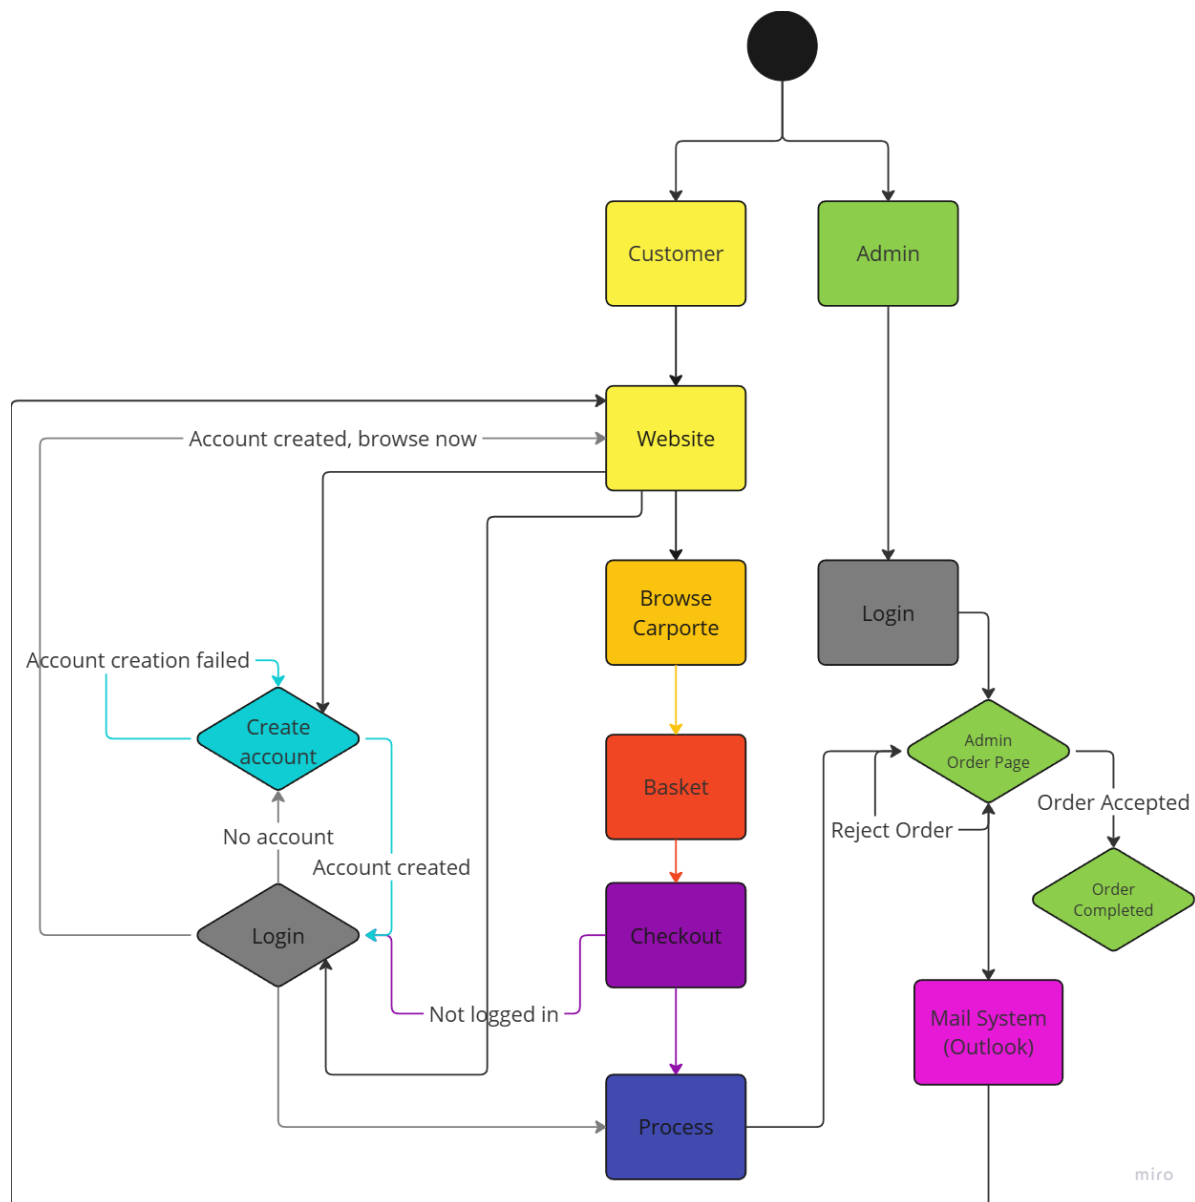 Customer
Admin
Website
Account created, browse now
Browse
Carporte
Login
Account creation failed
Create
account
Admin
Order Page
Basket
Order Accepted
Reject Order
No account
Account created
Order
Completed
Login
Checkout
Not logged in
Mail System
(Outlook)
Process
miro